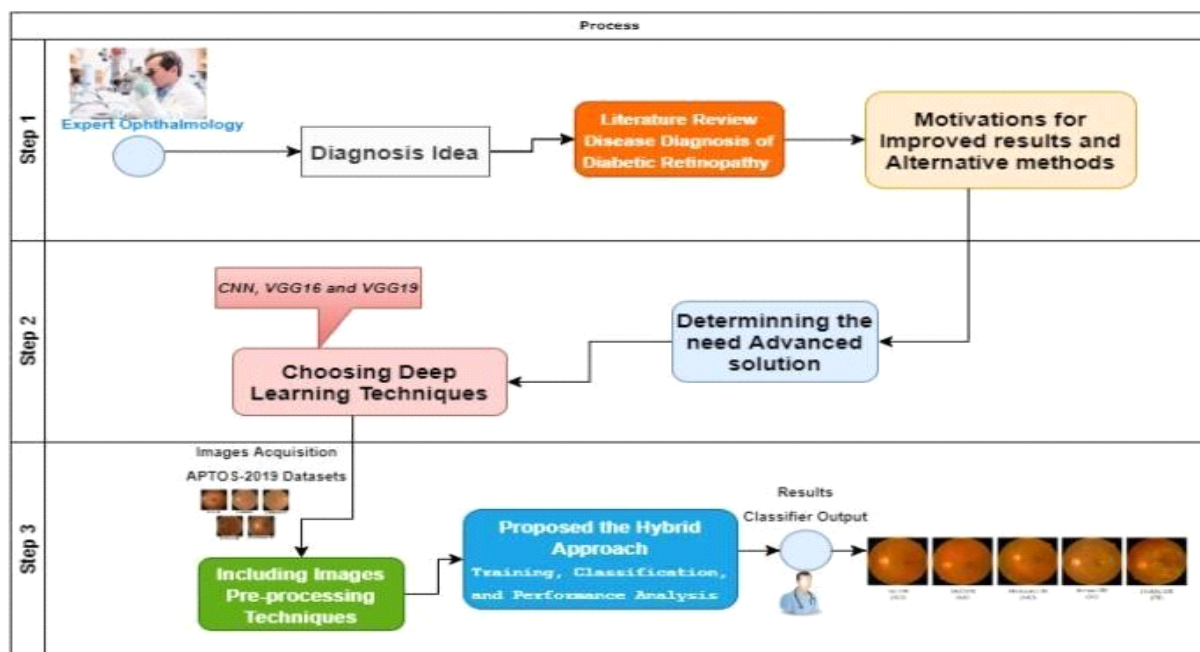 Process
Step 1
Expert Ophthalmology
Diagnosis Idea
Literature Review
Disease Diagnosis of
Diabetic Retinopathy
Motivations for
Improved results and
Alternative methods
Step 2
CNN, VGG16 and VGG19
Choosing Deep
Learning Techniques
Determinning the
need Advanced
solution
Step 3
Images Acquisition
APTOS-2019 Datasets
Including Images
Pre-processing
Techniques
Proposed the Hybrid
Approach
Training, Classification,
and Performance Analysis
Results
Classifier Output